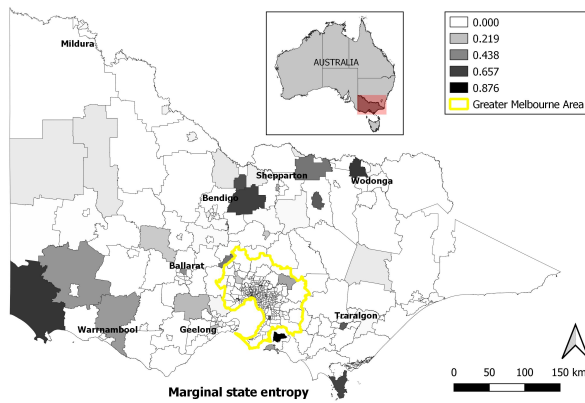 Mildura
AUSTRALIA
0.000
0.219
0.438
0.657
0.876
Greater Melbourne Area
Shepparton
Wodonga
Bendigo
Ballarat
Traralgon
Warrnambool
Geelong
Marginal state entropy
0 50 100 150 km